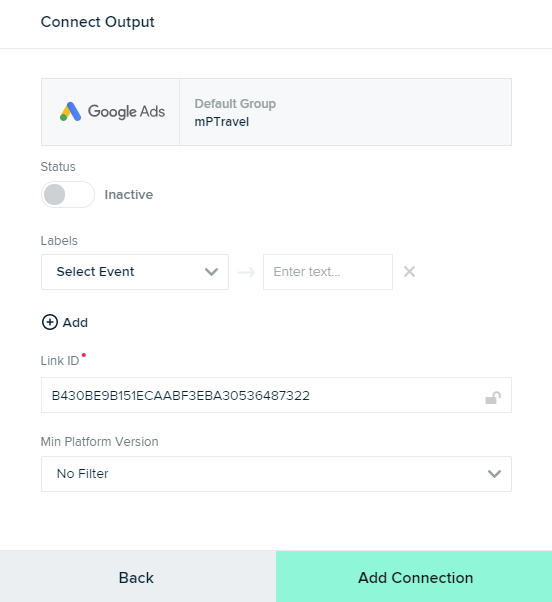 Connect Output
Google Ads
Default Group
mPTravel
Status
Inactive
Labels
Select Event
Enter text...
Add
Link ID
B430BE9B151ECAABF3EBA30536487322
Min Platform Version
No Filter
Back
Add Connection